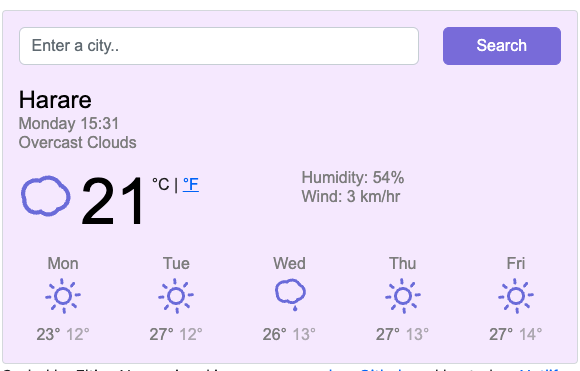 Enter a city..
Search
Harare
Monday 15:31
Overcast Clouds
21 °C | °F
Humidity: 54%
Wind: 3 km/hr
Mon Tue Wed Thu Fri
23° 12° 27° 12° 26° 13° 27° 13° 27° 14°